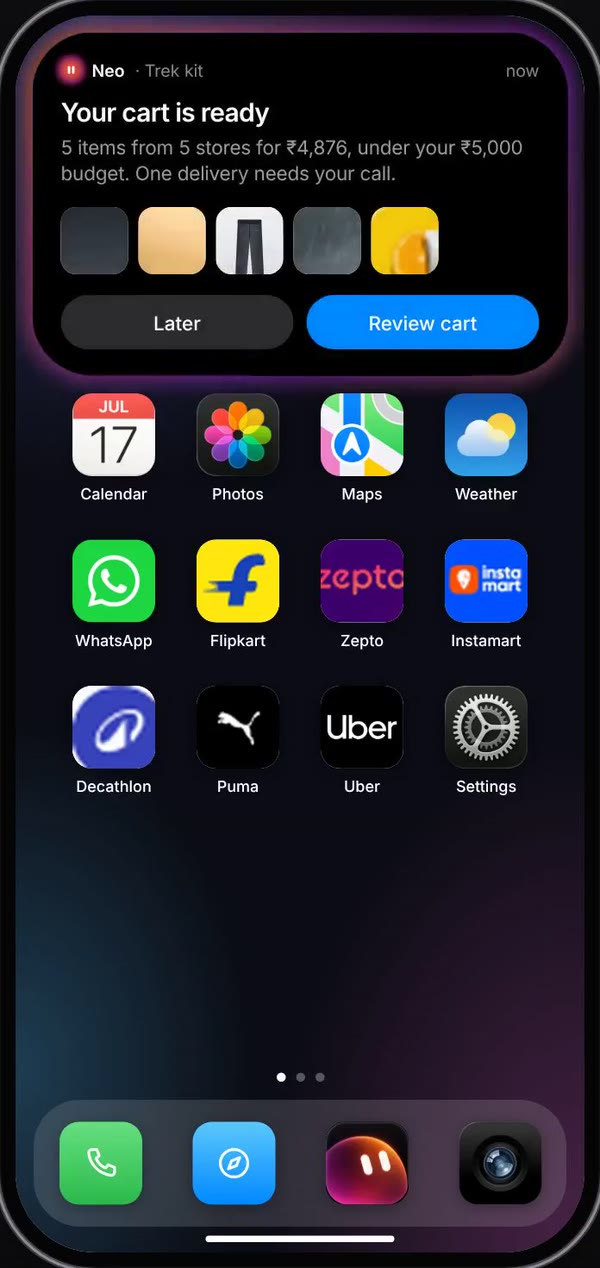 Neo · Trek kit now
Your cart is ready
5 items from 5 stores for ₹4,876, under your ₹5,000
budget. One delivery needs your call.
Later Review cart
JUL
17
Calendar Photos Maps Weather
zepto
insta
mart
WhatsApp Flipkart Zepto Instamart
Uber
Decathlon Puma Uber Settings